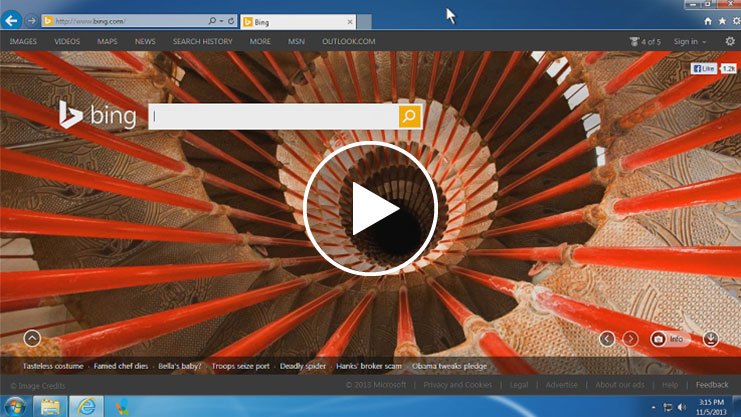 http://www.bing.com/
Bing
IMAGES VIDEOS MAPS NEWS SEARCH HISTORY MORE MSN OUTLOOK.COM 4 of 5 Sign in
Like 1.2k
bing
Info
Tasteless costume · Famed chef dies · Bella's baby? · Troops seize port · Deadly spider · Hanks' broker scam · Obama tweaks pledge
© Image Credits © 2013 Microsoft | Privacy and Cookies | Legal | Advertise | About our ads | Help | Feedback
3:15 PM
11/5/2013